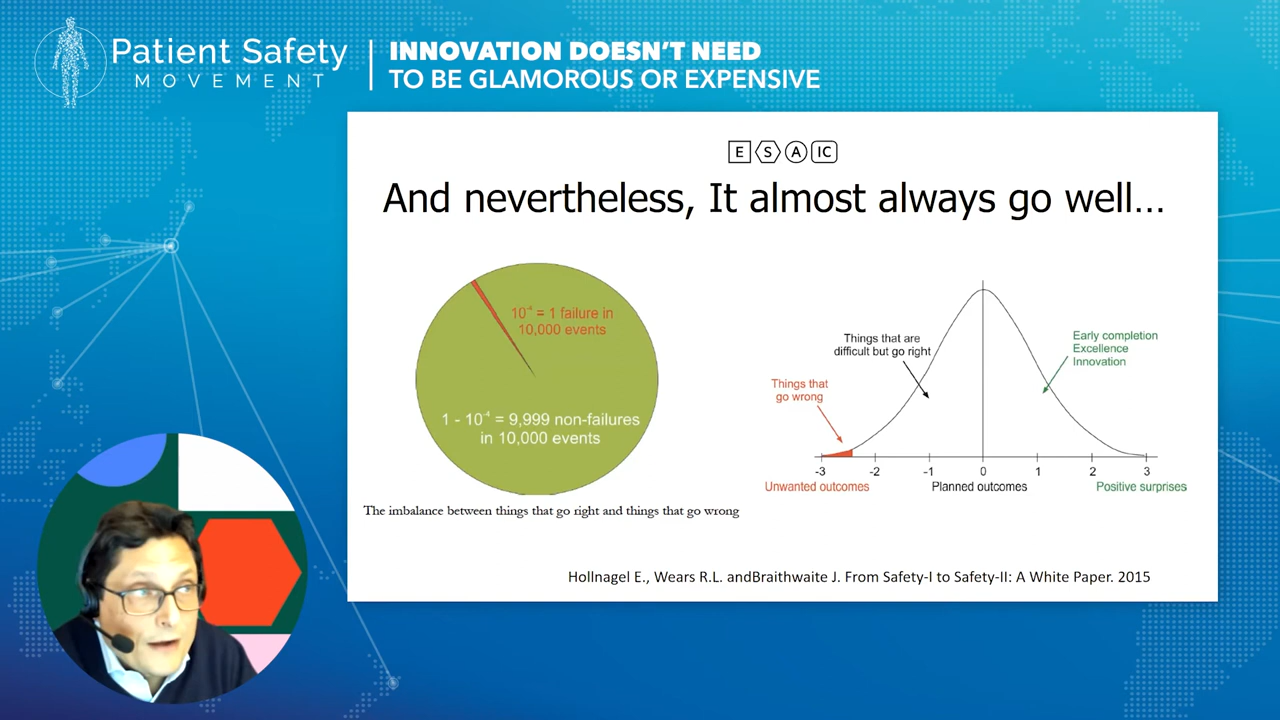 Patient Safety
MOVEMENT
INNOVATION DOESN'T NEED
TO BE GLAMOROUS OR EXPENSIVE
E S A IC
And nevertheless, It almost always go well...
10⁻⁴ = 1 failure in
10,000 events
1 - 10⁻⁴ = 9,999 non-failures
in 10,000 events
The imbalance between things that go right and things that go wrong
Things that are
difficult but go right
Early completion
Excellence
Innovation
Things that
go wrong
-3 -2 -1 0 1 2 3
Unwanted outcomes Planned outcomes Positive surprises
Hollnagel E., Wears R.L. andBraithwaite J. From Safety-I to Safety-II: A White Paper. 2015